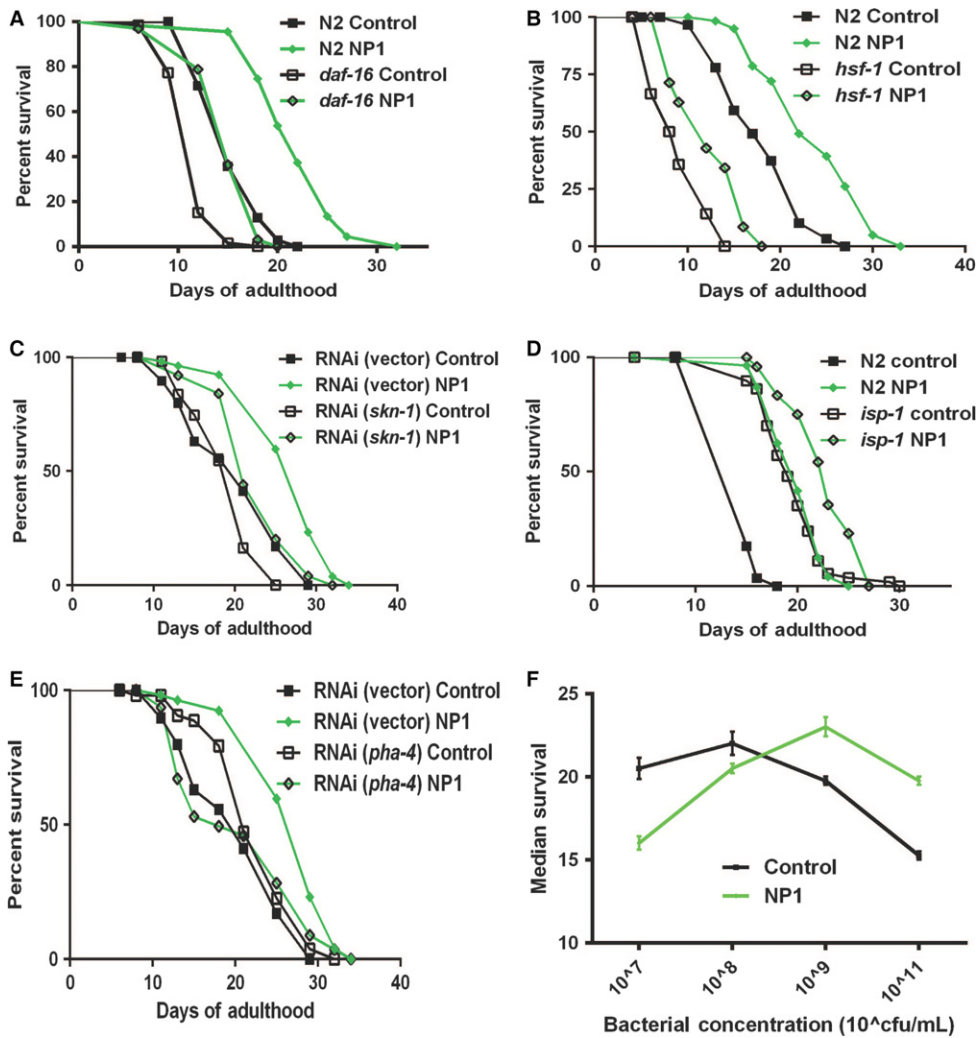 A
N2 Control
N2 NP1
daf-16 Control
daf-16 NP1
Percent survival
100
80
60
40
20
0
0
10
20
30
Days of adulthood
B
N2 Control
N2 NP1
hsf-1 Control
hsf-1 NP1
Percent survival
100
75
50
25
0
0
10
20
30
40
Days of adulthood
C
RNAi (vector) Control
RNAi (vector) NP1
RNAi (skn-1) Control
RNAi (skn-1) NP1
Percent survival
100
50
0
0
10
20
30
40
Days of adulthood
D
N2 control
N2 NP1
isp-1 control
isp-1 NP1
Percent survival
100
50
0
0
10
20
30
Days of adulthood
E
RNAi (vector) Control
RNAi (vector) NP1
RNAi (pha-4) Control
RNAi (pha-4) NP1
Percent survival
100
50
0
0
10
20
30
40
Days of adulthood
F
Median survival
25
20
15
10
Control
NP1
10^7
10^8
10^9
10^11
Bacterial concentration (10^cfu/mL)